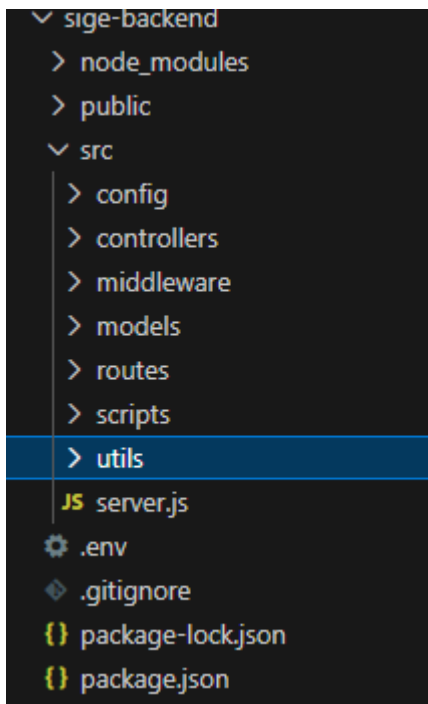 sige-backend
node_modules
public
src
config
controllers
middleware
models
routes
scripts
utils
JS server.js
.env
.gitignore
{} package-lock.json
{} package.json